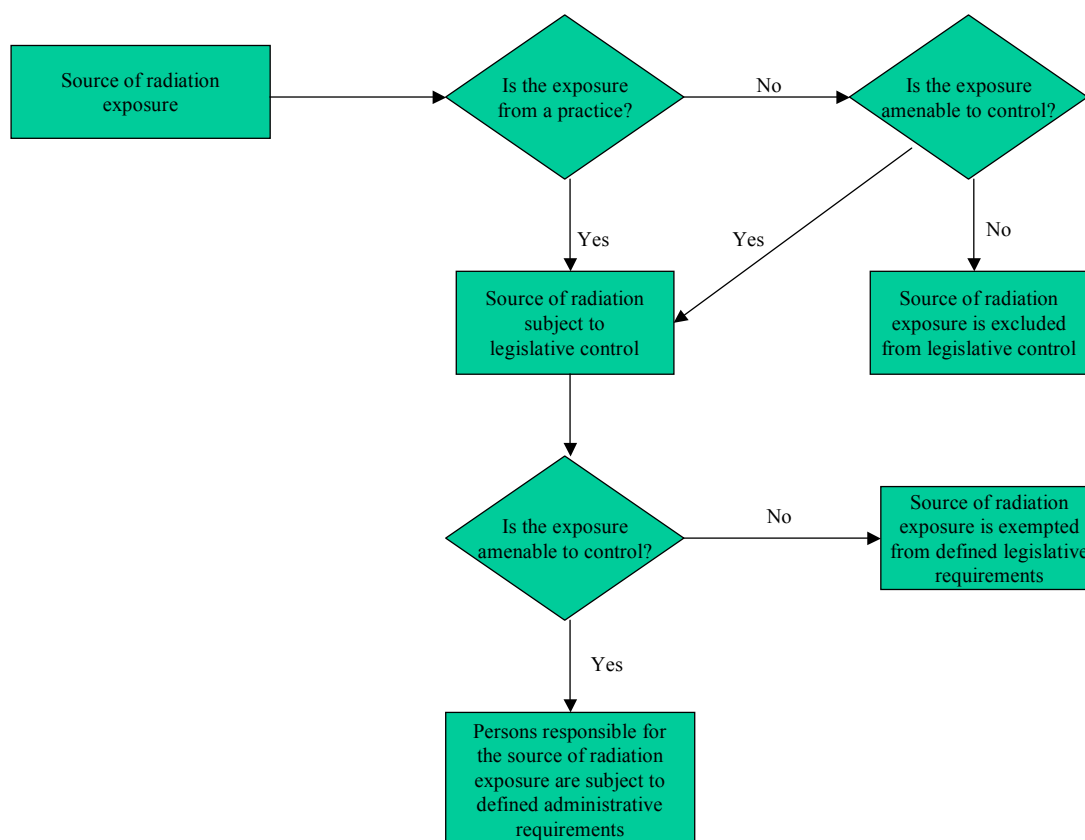 Source of radiation
exposure
Is the exposure
from a practice?
No
Is the exposure
amenable to control?
Yes
Yes
No
Source of radiation
subject to
legislative control
Source of radiation
exposure is excluded
from legislative control
Is the exposure
amenable to control?
No
Source of radiation
exposure is exempted
from defined legislative
requirements
Yes
Persons responsible for
the source of radiation
exposure are subject to
defined administrative
requirements